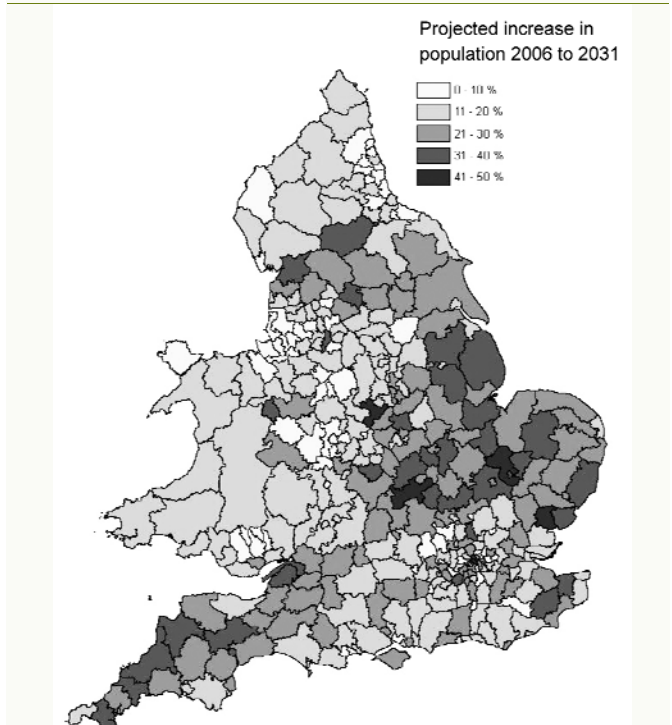 Projected increase in
population 2006 to 2031
0 - 10 %
11 - 20 %
21 - 30 %
31 - 40 %
41 - 50 %